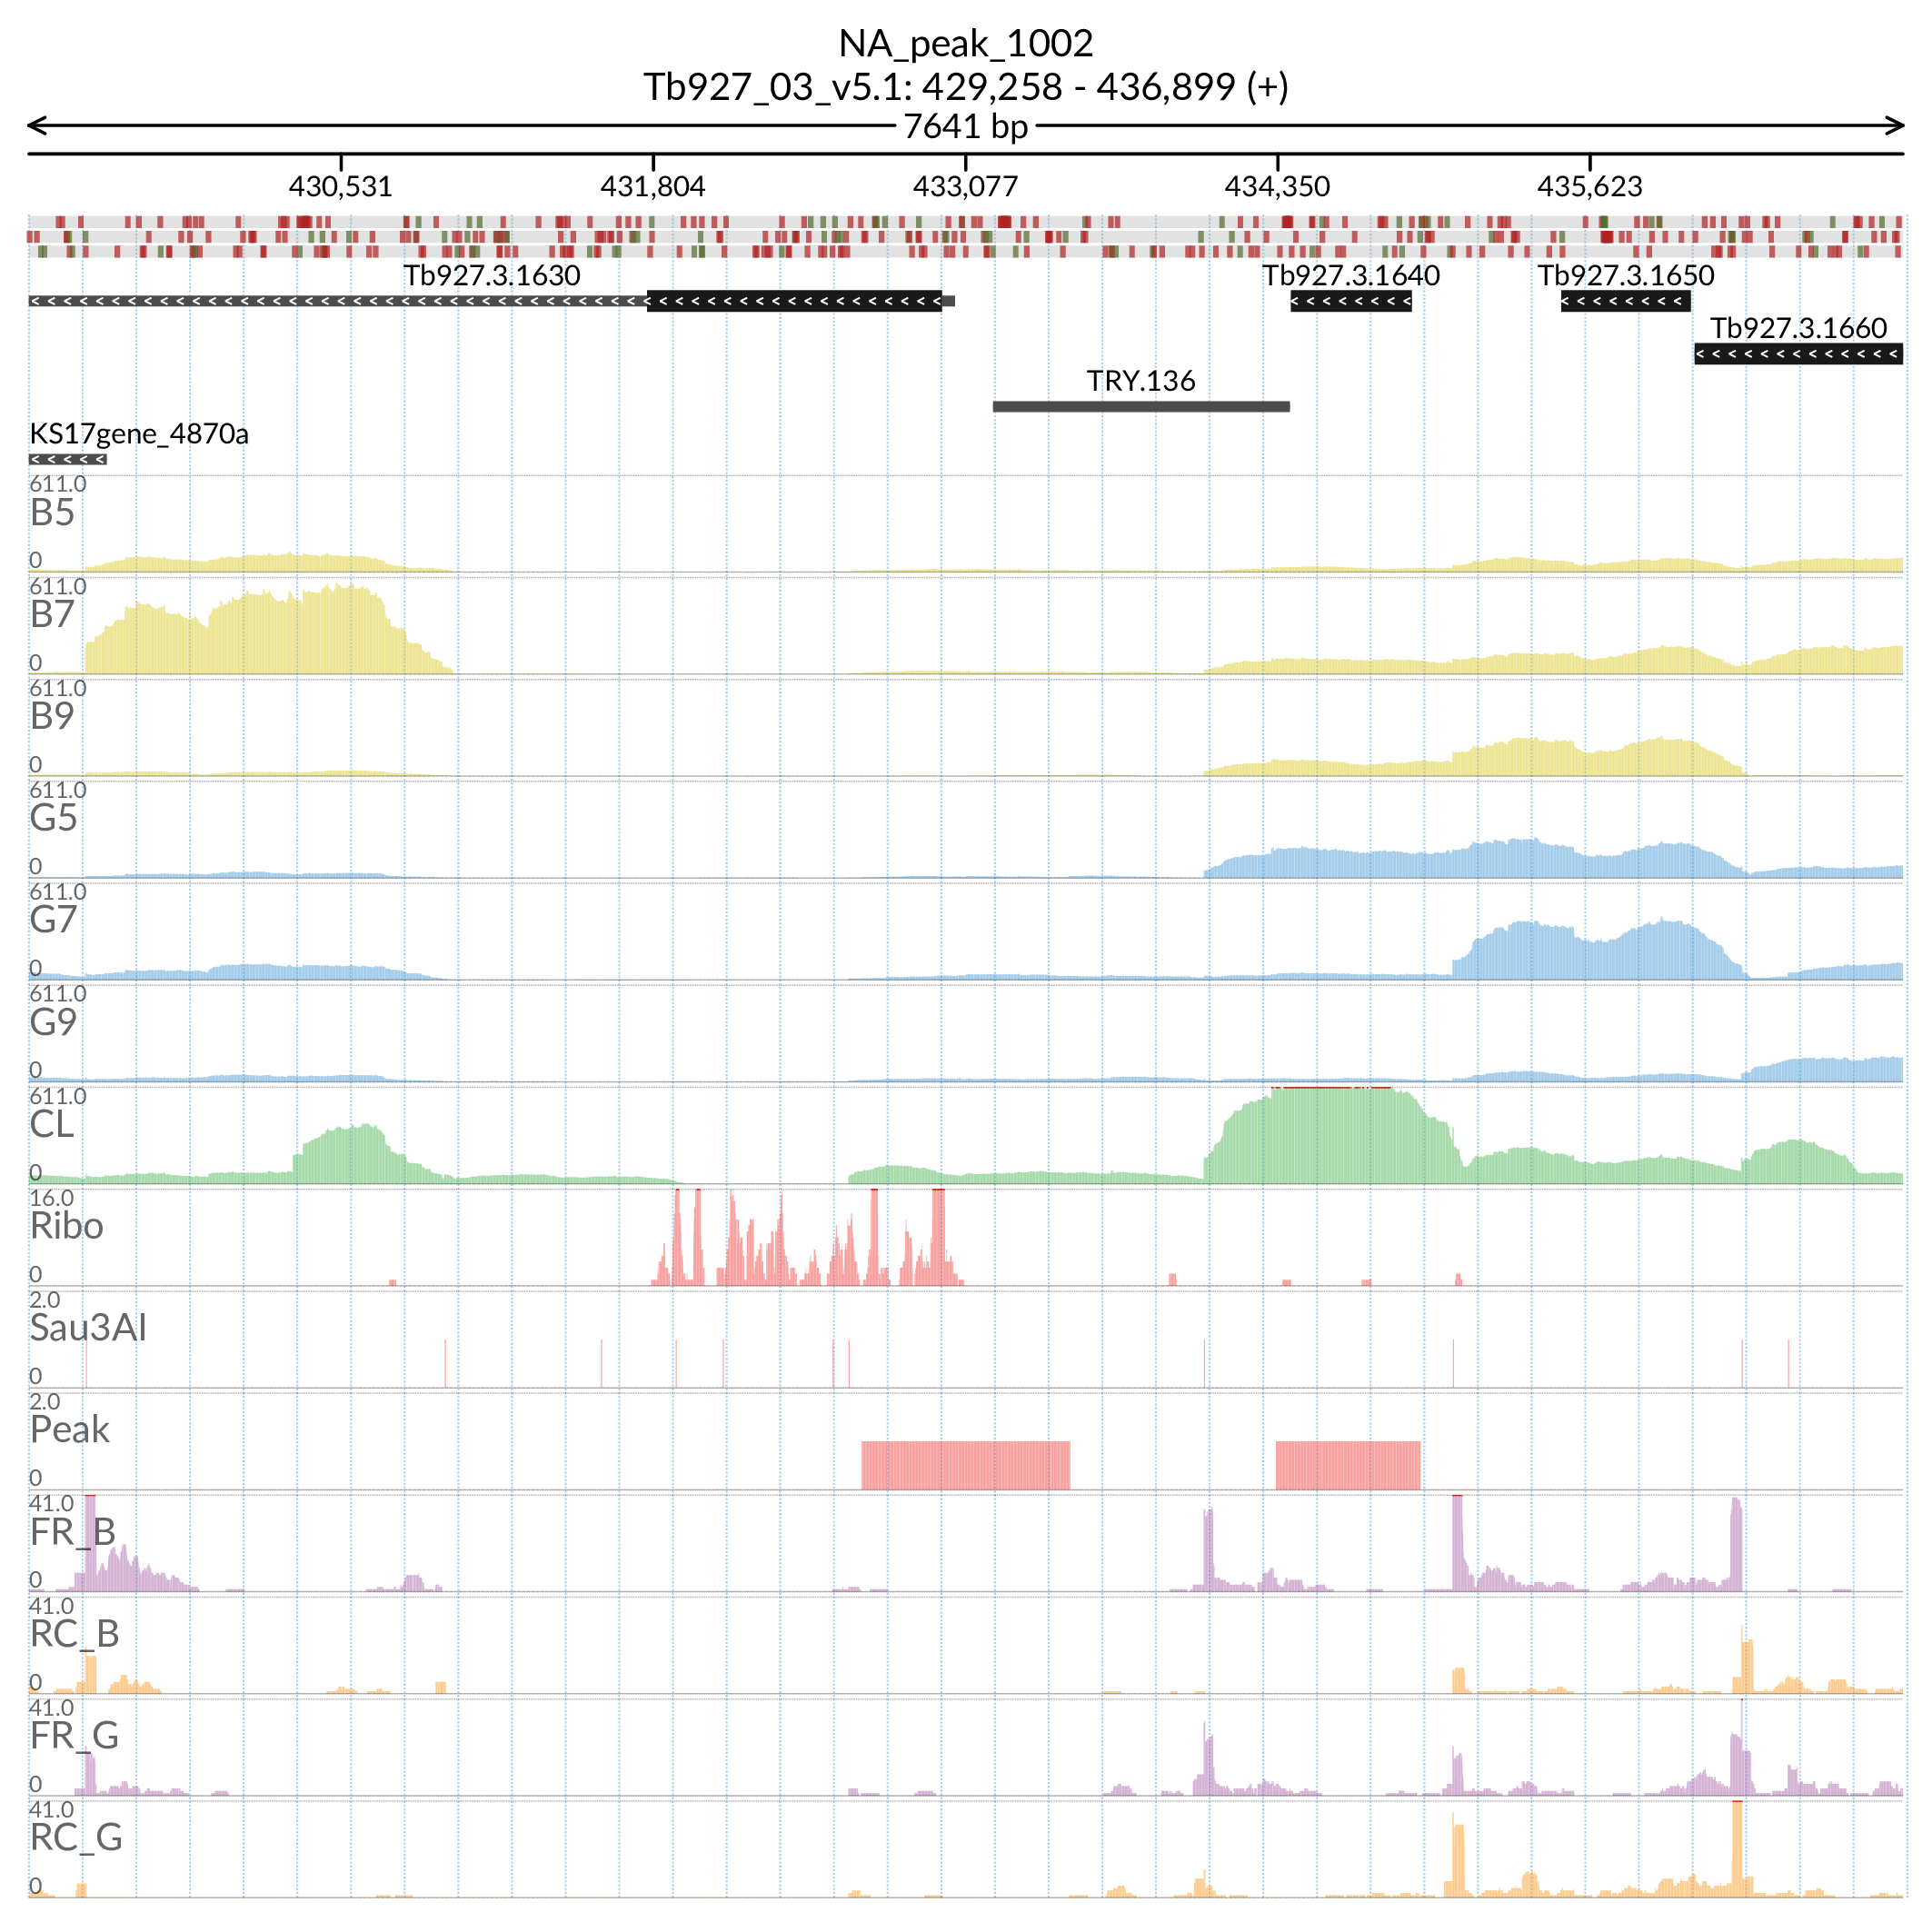 NA_peak_1002
Tb927_03_v5.1: 429,258 - 436,899 (+)
7641 bp
430,531 431,804 433,077 434,350 435,623
Tb927.3.1630 Tb927.3.1640 Tb927.3.1650
Tb927.3.1660
TRY.136
KS17gene_4870a
611.0
B5
0
611.0
B7
0
611.0
B9
0
611.0
G5
0
611.0
G7
0
611.0
G9
0
611.0
CL
0
16.0
Ribo
0
2.0
Sau3AI
0
2.0
Peak
0
41.0
FR_B
0
41.0
RC_B
0
41.0
FR_G
0
41.0
RC_G
0